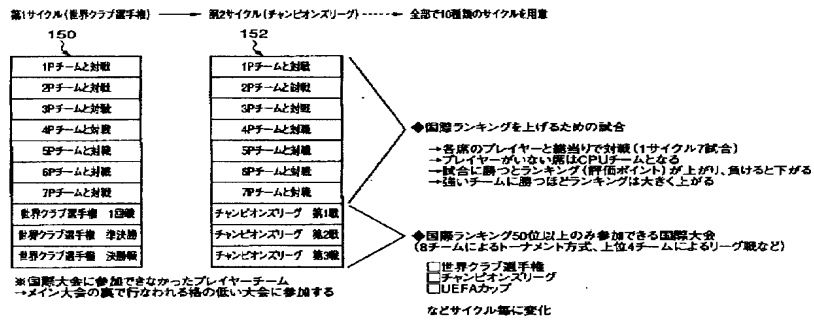 第1サイクル(世界クラブ選手権) → 第2サイクル(チャンピオンズリーグ) → 全部で10種類のサイクルを用意
150
152
1Pチームと対戦
2Pチームと対戦
3Pチームと対戦
4Pチームと対戦
5Pチームと対戦
6Pチームと対戦
7Pチームと対戦
世界クラブ選手権 1回戦
世界クラブ選手権 準決勝
世界クラブ選手権 決勝戦
1Pチームと対戦
2Pチームと対戦
3Pチームと対戦
4Pチームと対戦
5Pチームと対戦
6Pチームと対戦
7Pチームと対戦
チャンピオンズリーグ 第1戦
チャンピオンズリーグ 第2戦
チャンピオンズリーグ 第3戦
◆国際ランキングを上げるための試合
→各席のプレイヤーと総当りで対戦(1サイクル7試合)
→プレイヤーがいない席はCPUチームとなる
→試合に勝つとランキング(評価ポイント)が上がり、負けると下がる
→強いチームに勝つほどランキングは大きく上がる
◆国際ランキング50位以上のみ参加できる国際大会
(8チームによるトーナメント方式、上位4チームによるリーグ戦など)
□世界クラブ選手権
□チャンピオンズリーグ
□UEFAカップ
などサイクル毎に変化
※国際大会に参加できなかったプレイヤーチーム
→メイン大会の裏で行なわれる格の低い大会に参加する